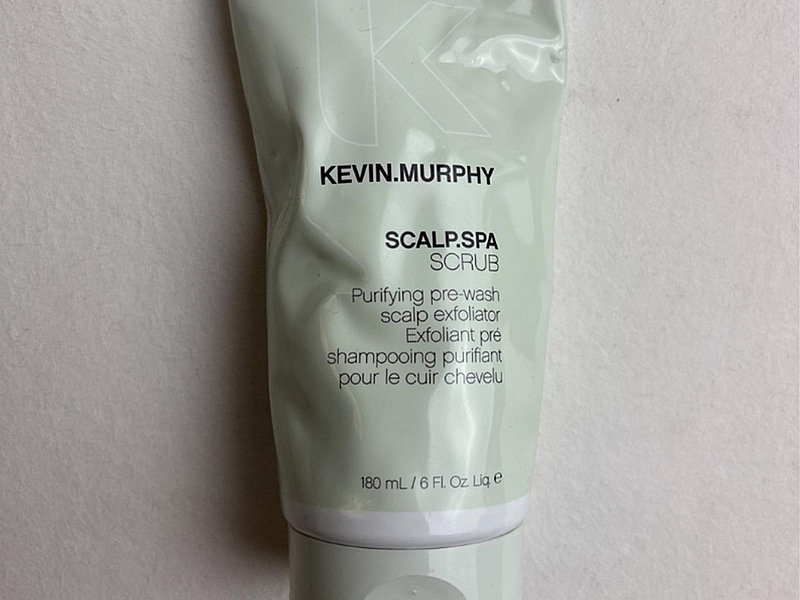 K
KEVIN.MURPHY
SCALP.SPA
SCRUB
Purifying pre-wash
scalp exfoliator
Exfoliant pré
shampooing purifiant
pour le cuir chevelu
180 mL / 6 Fl. Oz. Liq. ℮